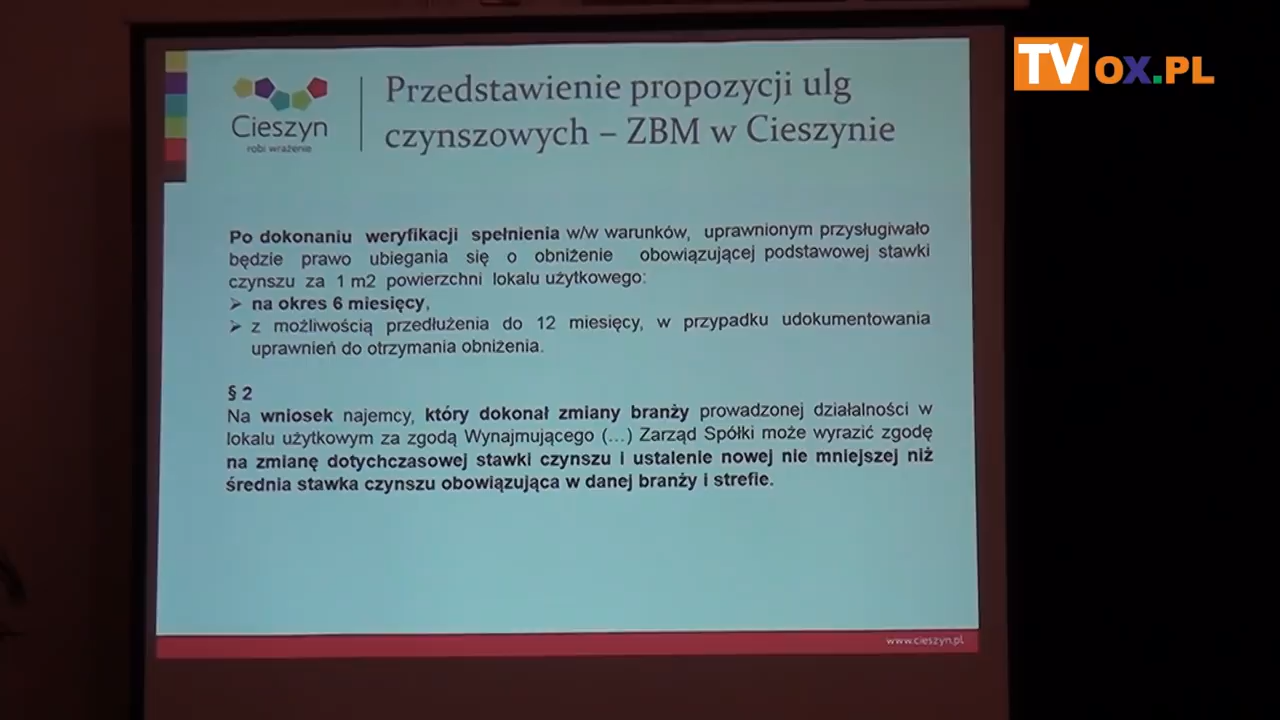 TVOX.PL
Cieszyn
robi wrażenie
Przedstawienie propozycji ulg
czynszowych – ZBM w Cieszynie
Po dokonaniu weryfikacji spełnienia w/w warunków, uprawnionym przysługiwało
będzie prawo ubiegania się o obniżenie obowiązującej podstawowej stawki
czynszu za 1 m2 powierzchni lokalu użytkowego:
➢ na okres 6 miesięcy,
➢ z możliwością przedłużenia do 12 miesięcy, w przypadku udokumentowania
uprawnień do otrzymania obniżenia.
§ 2
Na wniosek najemcy, który dokonał zmiany branży prowadzonej działalności w
lokalu użytkowym za zgodą Wynajmującego (…) Zarząd Spółki może wyrazić zgodę
na zmianę dotychczasowej stawki czynszu i ustalenie nowej nie mniejszej niż
średnia stawka czynszu obowiązująca w danej branży i strefie.
www.cieszyn.pl